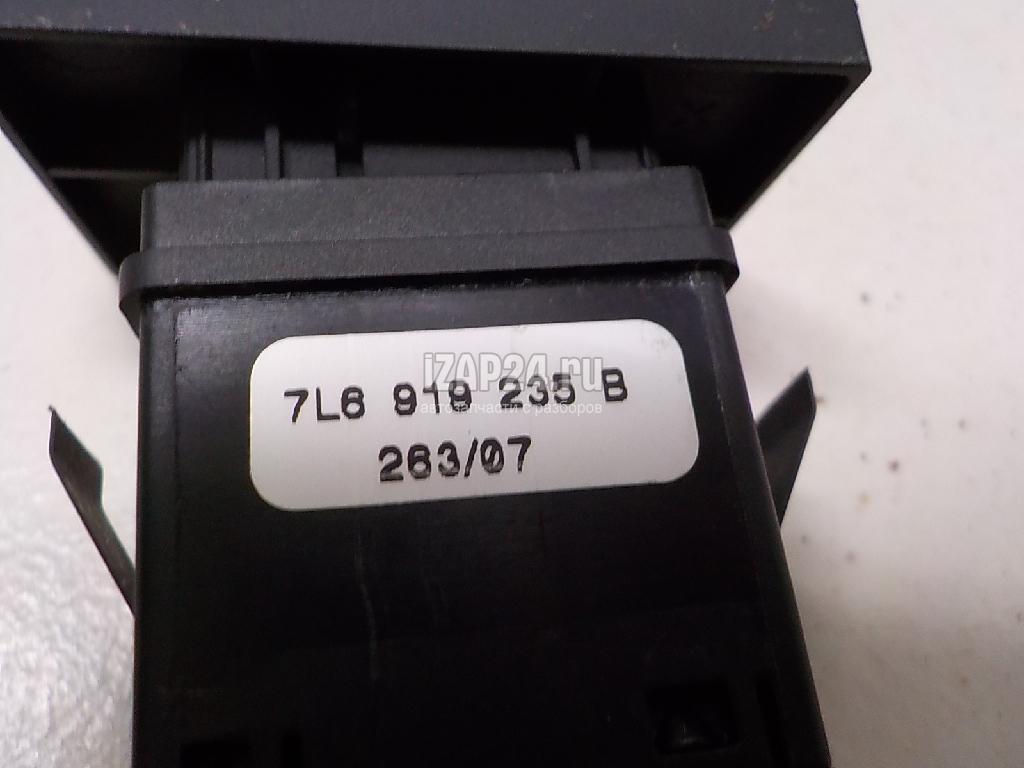 iZAP24.ru
7L6 919 235 B
автозапчасти с разборов
263/07